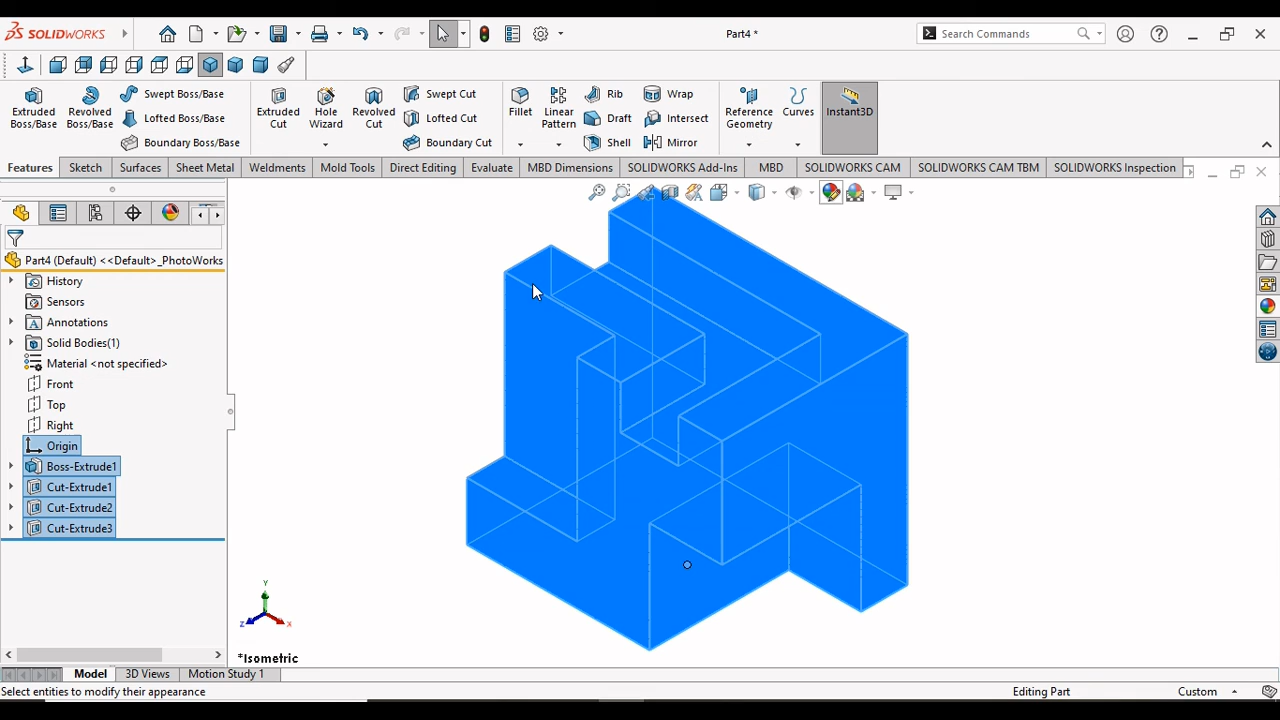 SOLIDWORKS
Part4 *
Search Commands
Extruded Boss/Base
Revolved Boss/Base
Swept Boss/Base
Lofted Boss/Base
Boundary Boss/Base
Extruded Cut
Hole Wizard
Revolved Cut
Swept Cut
Lofted Cut
Boundary Cut
Fillet
Linear Pattern
Rib
Draft
Shell
Wrap
Intersect
Mirror
Reference Geometry
Curves
Instant3D
Features Sketch Surfaces Sheet Metal Weldments Mold Tools Direct Editing Evaluate MBD Dimensions SOLIDWORKS Add-Ins MBD SOLIDWORKS CAM SOLIDWORKS CAM TBM SOLIDWORKS Inspection
Part4 (Default) <<Default>_PhotoWorks
History
Sensors
Annotations
Solid Bodies(1)
Material <not specified>
Front
Top
Right
Origin
Boss-Extrude1
Cut-Extrude1
Cut-Extrude2
Cut-Extrude3
Y
Z
X
*Isometric
Model 3D Views Motion Study 1
Select entities to modify their appearance
Editing Part
Custom